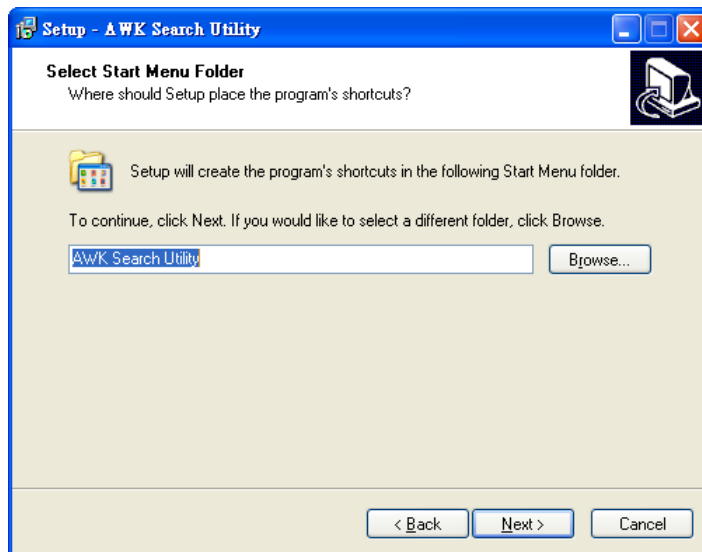 Setup - AWK Search Utility
Select Start Menu Folder
Where should Setup place the program's shortcuts?
Setup will create the program's shortcuts in the following Start Menu folder.
To continue, click Next. If you would like to select a different folder, click Browse.
AWK Search Utility
Browse...
< Back
Next >
Cancel